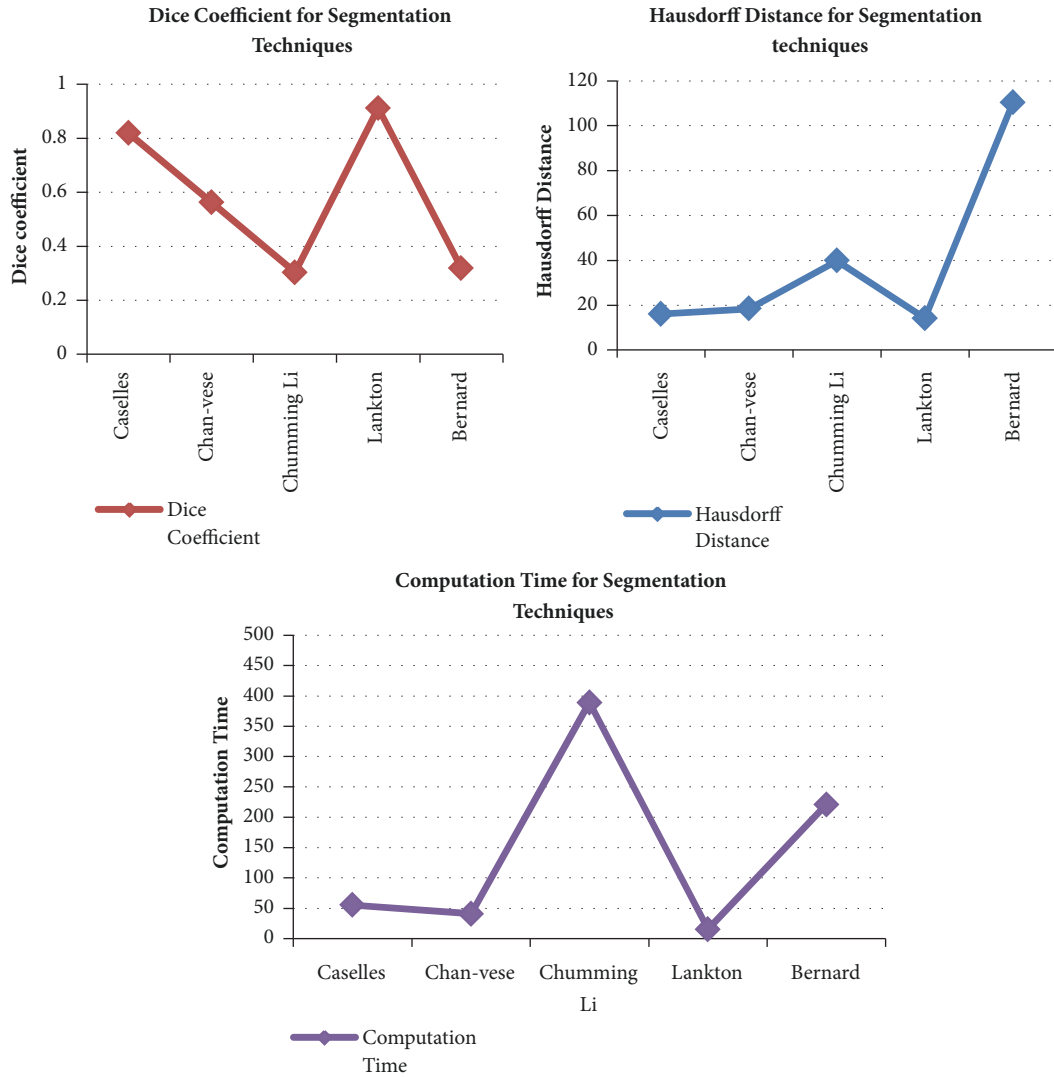 Dice Coefficient for Segmentation
Techniques
1
0.8
0.6
0.4
0.2
0
Dice coefficient
Caselles
Chan-vese
Chumming Li
Lankton
Bernard
Dice
Coefficient
Hausdorff Distance for Segmentation
techniques
120
100
80
60
40
20
0
Hausdorff Distance
Caselles
Chan-vese
Chumming Li
Lankton
Bernard
Hausdorff
Distance
Computation Time for Segmentation
Techniques
500
450
400
350
300
250
200
150
100
50
0
Computation Time
Caselles
Chan-vese
Chumming
Li
Lankton
Bernard
Computation
Time